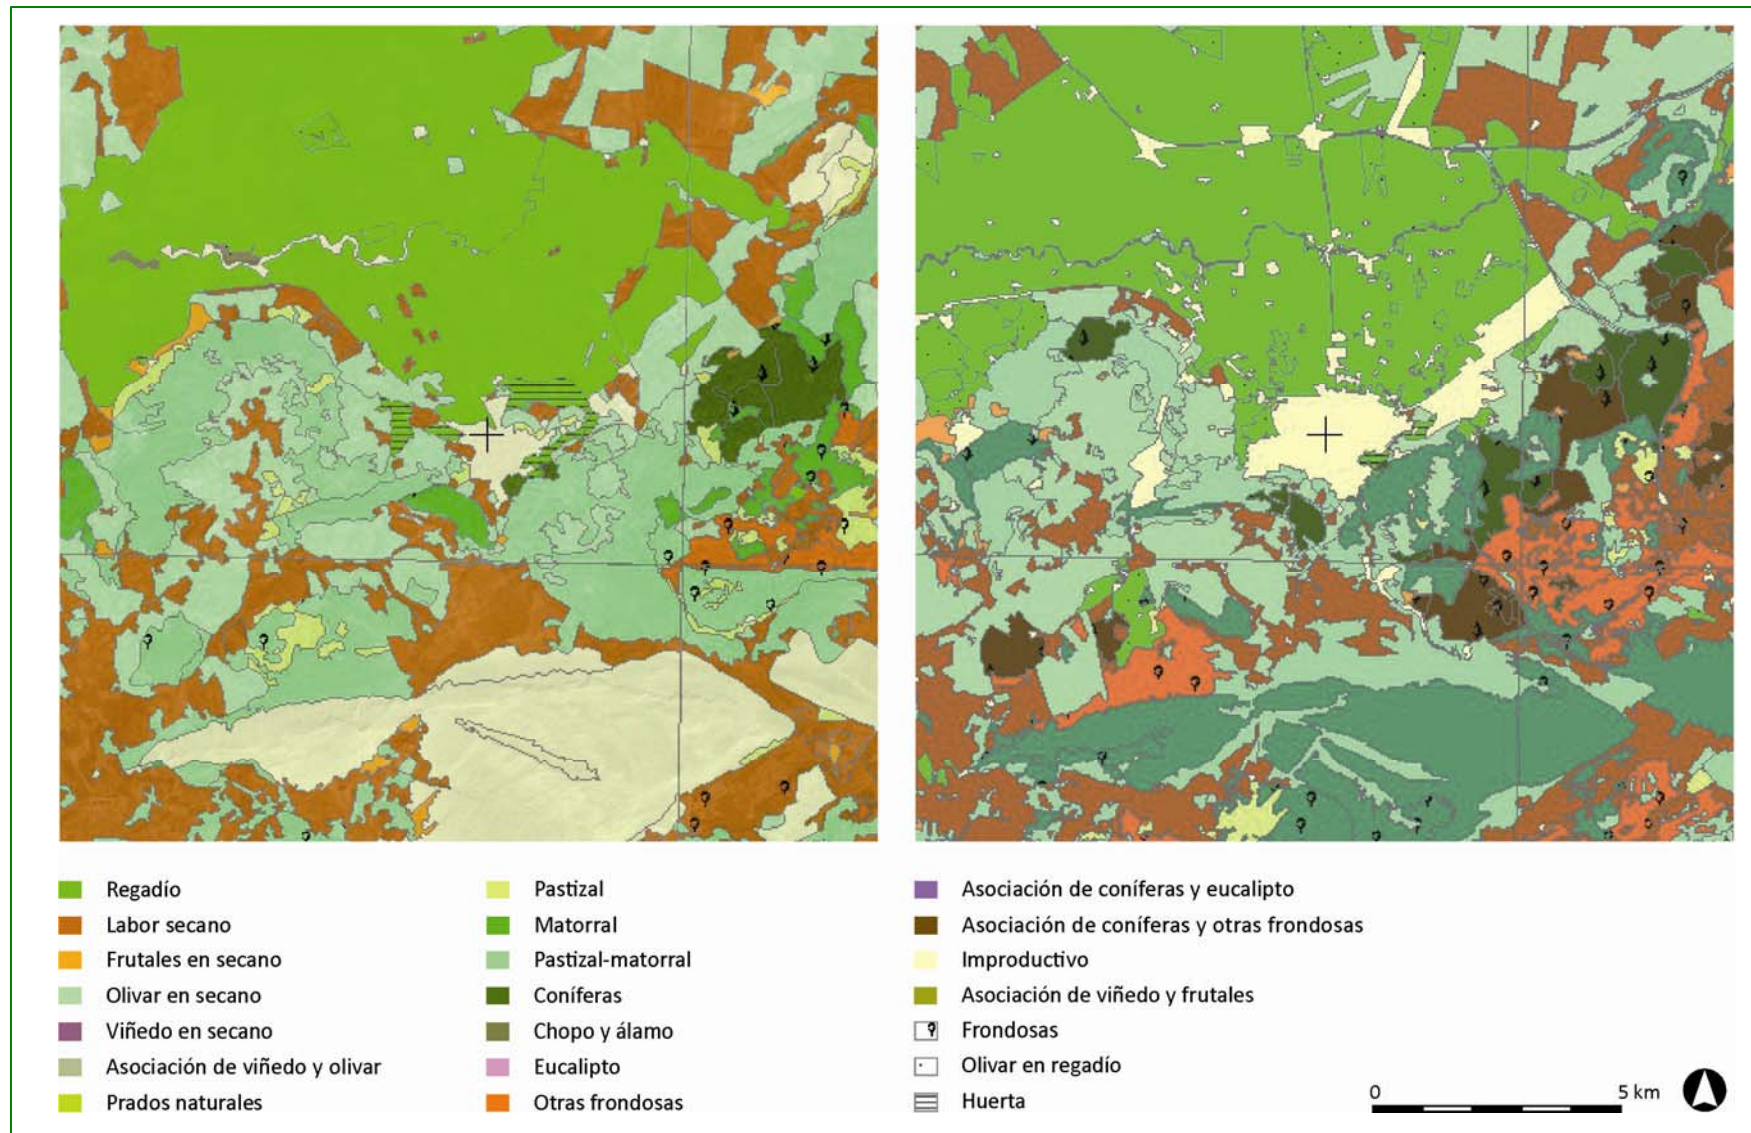 Regadío
Labor secano
Frutales en secano
Olivar en secano
Viñedo en secano
Asociación de viñedo y olivar
Prados naturales
Pastizal
Matorral
Pastizal-matorral
Coníferas
Chopo y álamo
Eucalipto
Otras frondosas
Asociación de coníferas y eucalipto
Asociación de coníferas y otras frondosas
Improductivo
Asociación de viñedo y frutales
Frondosas
Olivar en regadío
Huerta
0 5 km